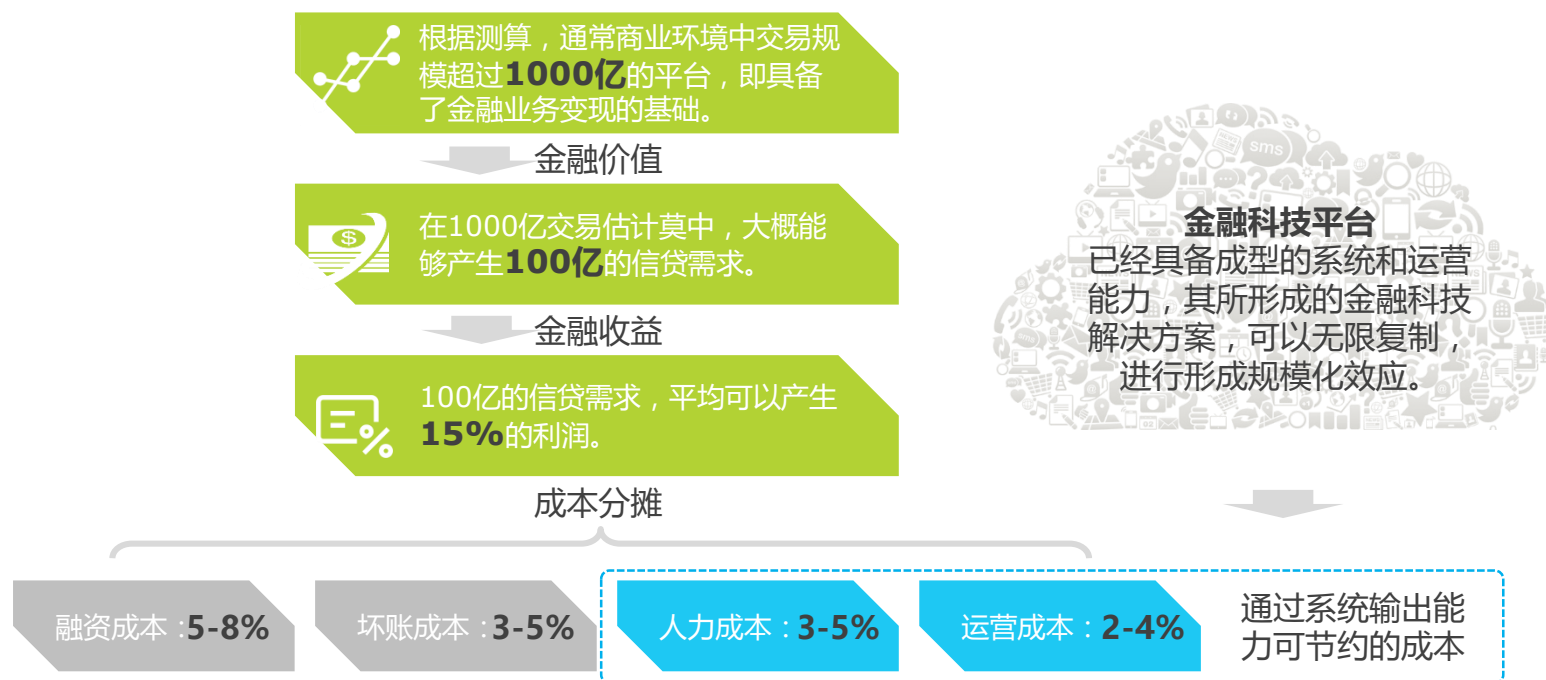 根据测算，通常商业环境中交易规
模超过1000亿的平台，即具备
了金融业务变现的基础。
金融价值
在1000亿交易估计莫中，大概能
够产生100亿的信贷需求。
金融收益
100亿的信贷需求，平均可以产生
15%的利润。
成本分摊
融资成本：5-8%
坏账成本：3-5%
人力成本：3-5%
运营成本：2-4%
sms
金融科技平台
已经具备成型的系统和运营
能力，其所形成的金融科技
解决方案，可以无限复制，
进行形成规模化效应。
通过系统输出能
力可节约的成本